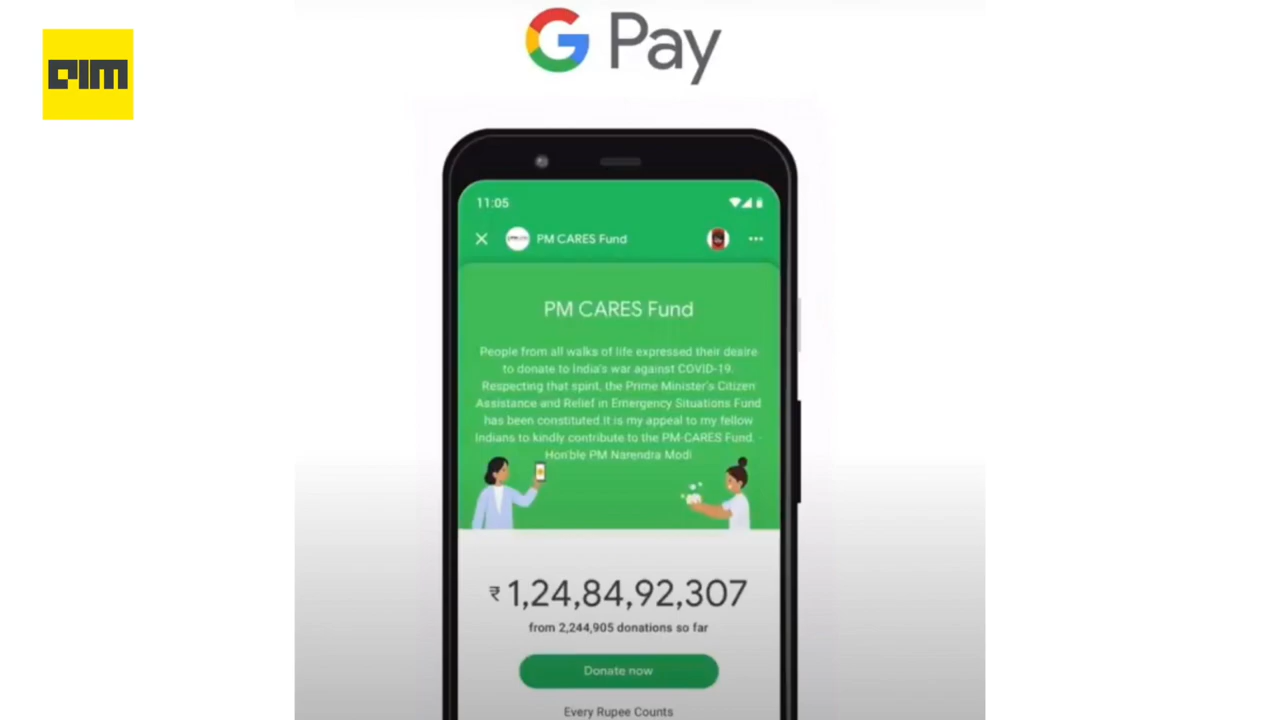 AIM
G Pay
11:05
PM CARES Fund
PM CARES Fund
People from all walks of life expressed their desire
to donate to India's war against COVID-19.
Respecting that spirit, the Prime Minister's Citizen
Assistance and Relief in Emergency Situations Fund
has been constituted.It is my appeal to my fellow
Indians to kindly contribute to the PM-CARES Fund. -
Hon'ble PM Narendra Modi
₹ 1,24,84,92,307
from 2,244,905 donations so far
Donate now
Every Rupee Counts